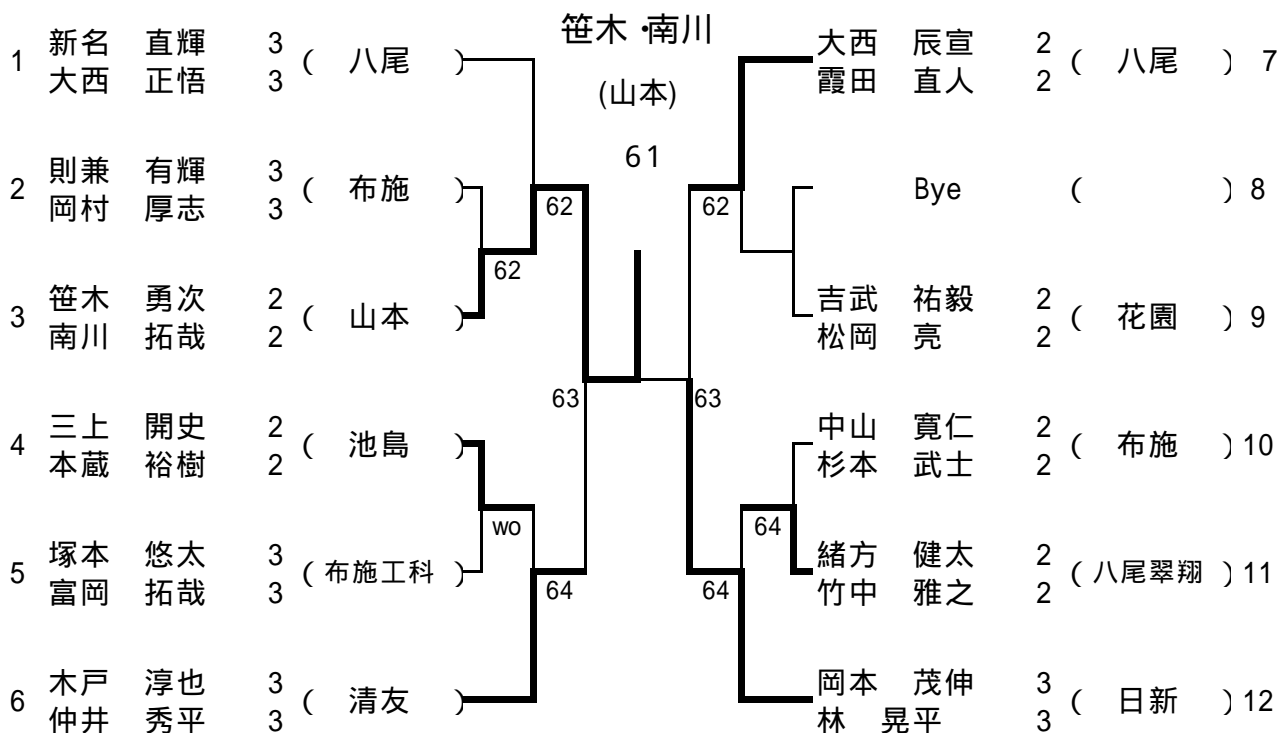 笹木・南川
(山本)
61
1 新名 直輝 3 ( 八尾 )
大西 正悟 3
2 則兼 有輝 3 ( 布施 )
岡村 厚志 3
3 笹木 勇次 2 ( 山本 )
南川 拓哉 2
4 三上 開史 2 ( 池島 )
本蔵 裕樹 2
5 塚本 悠太 3 ( 布施工科 )
富岡 拓哉 3
6 木戸 淳也 3 ( 清友 )
仲井 秀平 3
62
62
63
wo
64
大西 辰宣 2 ( 八尾 ) 7
霞田 直人 2
Bye ( ) 8
吉武 祐毅 2 ( 花園 ) 9
松岡 亮 2
中山 寛仁 2 ( 布施 ) 10
杉本 武士 2
緒方 健太 2 ( 八尾翠翔 ) 11
竹中 雅之 2
岡本 茂伸 3 ( 日新 ) 12
林 晃平 3
62
63
64
64